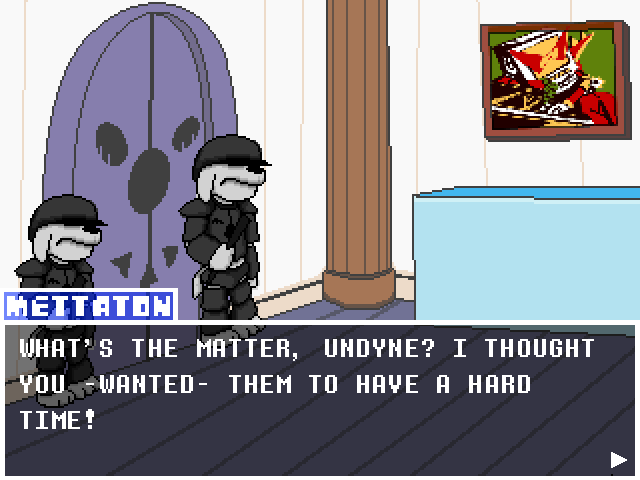 METTATON
WHAT'S THE MATTER, UNDYNE? I THOUGHT
YOU -WANTED- THEM TO HAVE A HARD
TIME!